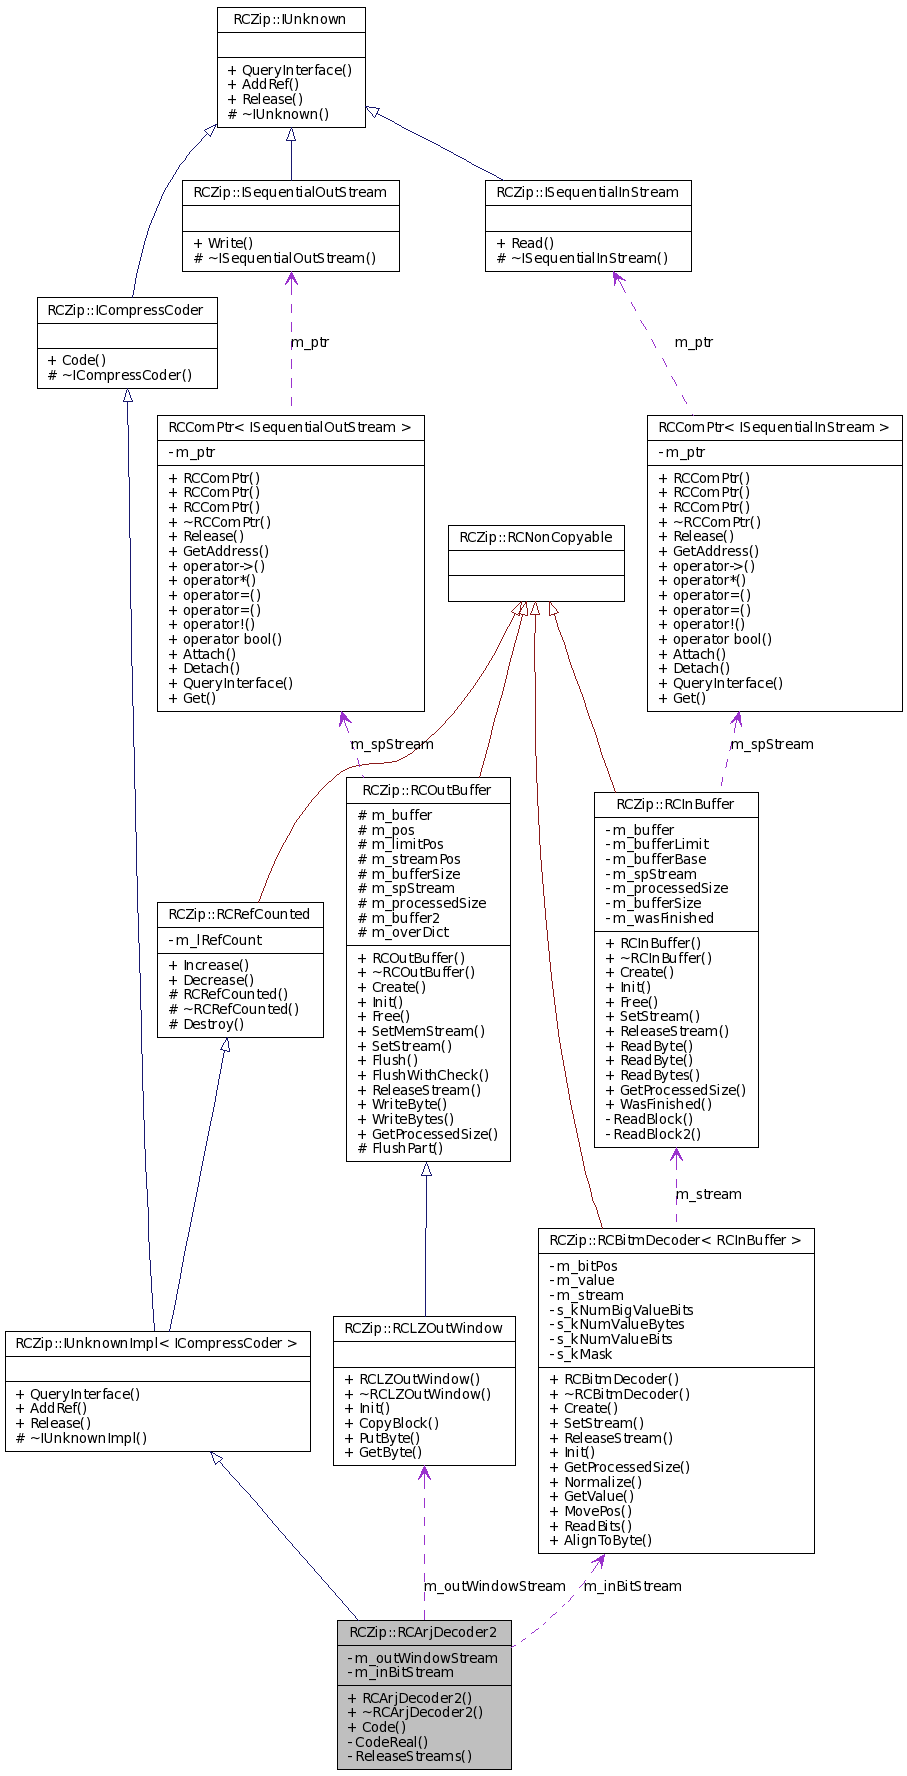 RCZip::IUnknown
+ QueryInterface()
+ AddRef()
+ Release()
# ~IUnknown()
RCZip::ISequentialOutStream
+ Write()
# ~ISequentialOutStream()
RCZip::ISequentialInStream
+ Read()
# ~ISequentialInStream()
RCZip::ICompressCoder
+ Code()
# ~ICompressCoder()
m_ptr
m_ptr
RCComPtr< ISequentialOutStream >
- m_ptr
+ RCComPtr()
+ RCComPtr()
+ RCComPtr()
+ ~RCComPtr()
+ Release()
+ GetAddress()
+ operator->()
+ operator*()
+ operator=()
+ operator=()
+ operator!()
+ operator bool()
+ Attach()
+ Detach()
+ QueryInterface()
+ Get()
RCComPtr< ISequentialInStream >
- m_ptr
+ RCComPtr()
+ RCComPtr()
+ RCComPtr()
+ ~RCComPtr()
+ Release()
+ GetAddress()
+ operator->()
+ operator*()
+ operator=()
+ operator=()
+ operator!()
+ operator bool()
+ Attach()
+ Detach()
+ QueryInterface()
+ Get()
RCZip::RCNonCopyable
m_spStream
m_spStream
RCZip::RCOutBuffer
# m_buffer
# m_pos
# m_limitPos
# m_streamPos
# m_bufferSize
# m_spStream
# m_processedSize
# m_buffer2
# m_overDict
+ RCOutBuffer()
+ ~RCOutBuffer()
+ Create()
+ Init()
+ Free()
+ SetMemStream()
+ SetStream()
+ Flush()
+ FlushWithCheck()
+ ReleaseStream()
+ WriteByte()
+ WriteBytes()
+ GetProcessedSize()
# FlushPart()
RCZip::RCInBuffer
- m_buffer
- m_bufferLimit
- m_bufferBase
- m_spStream
- m_processedSize
- m_bufferSize
- m_wasFinished
+ RCInBuffer()
+ ~RCInBuffer()
+ Create()
+ Init()
+ Free()
+ SetStream()
+ ReleaseStream()
+ ReadByte()
+ ReadByte()
+ ReadBytes()
+ GetProcessedSize()
+ WasFinished()
- ReadBlock()
- ReadBlock2()
RCZip::RCRefCounted
- m_lRefCount
+ Increase()
+ Decrease()
# RCRefCounted()
# ~RCRefCounted()
# Destroy()
m_stream
RCZip::RCBitmDecoder< RCInBuffer >
- m_bitPos
- m_value
- m_stream
- s_kNumBigValueBits
- s_kNumValueBytes
- s_kNumValueBits
- s_kMask
+ RCBitmDecoder()
+ ~RCBitmDecoder()
+ Create()
+ SetStream()
+ ReleaseStream()
+ Init()
+ GetProcessedSize()
+ Normalize()
+ GetValue()
+ MovePos()
+ ReadBits()
+ AlignToByte()
RCZip::IUnknownImpl< ICompressCoder >
+ QueryInterface()
+ AddRef()
+ Release()
# ~IUnknownImpl()
RCZip::RCLZOutWindow
+ RCLZOutWindow()
+ ~RCLZOutWindow()
+ Init()
+ CopyBlock()
+ PutByte()
+ GetByte()
m_outWindowStream
m_inBitStream
RCZip::RCArjDecoder2
- m_outWindowStream
- m_inBitStream
+ RCArjDecoder2()
+ ~RCArjDecoder2()
+ Code()
- CodeReal()
- ReleaseStreams()